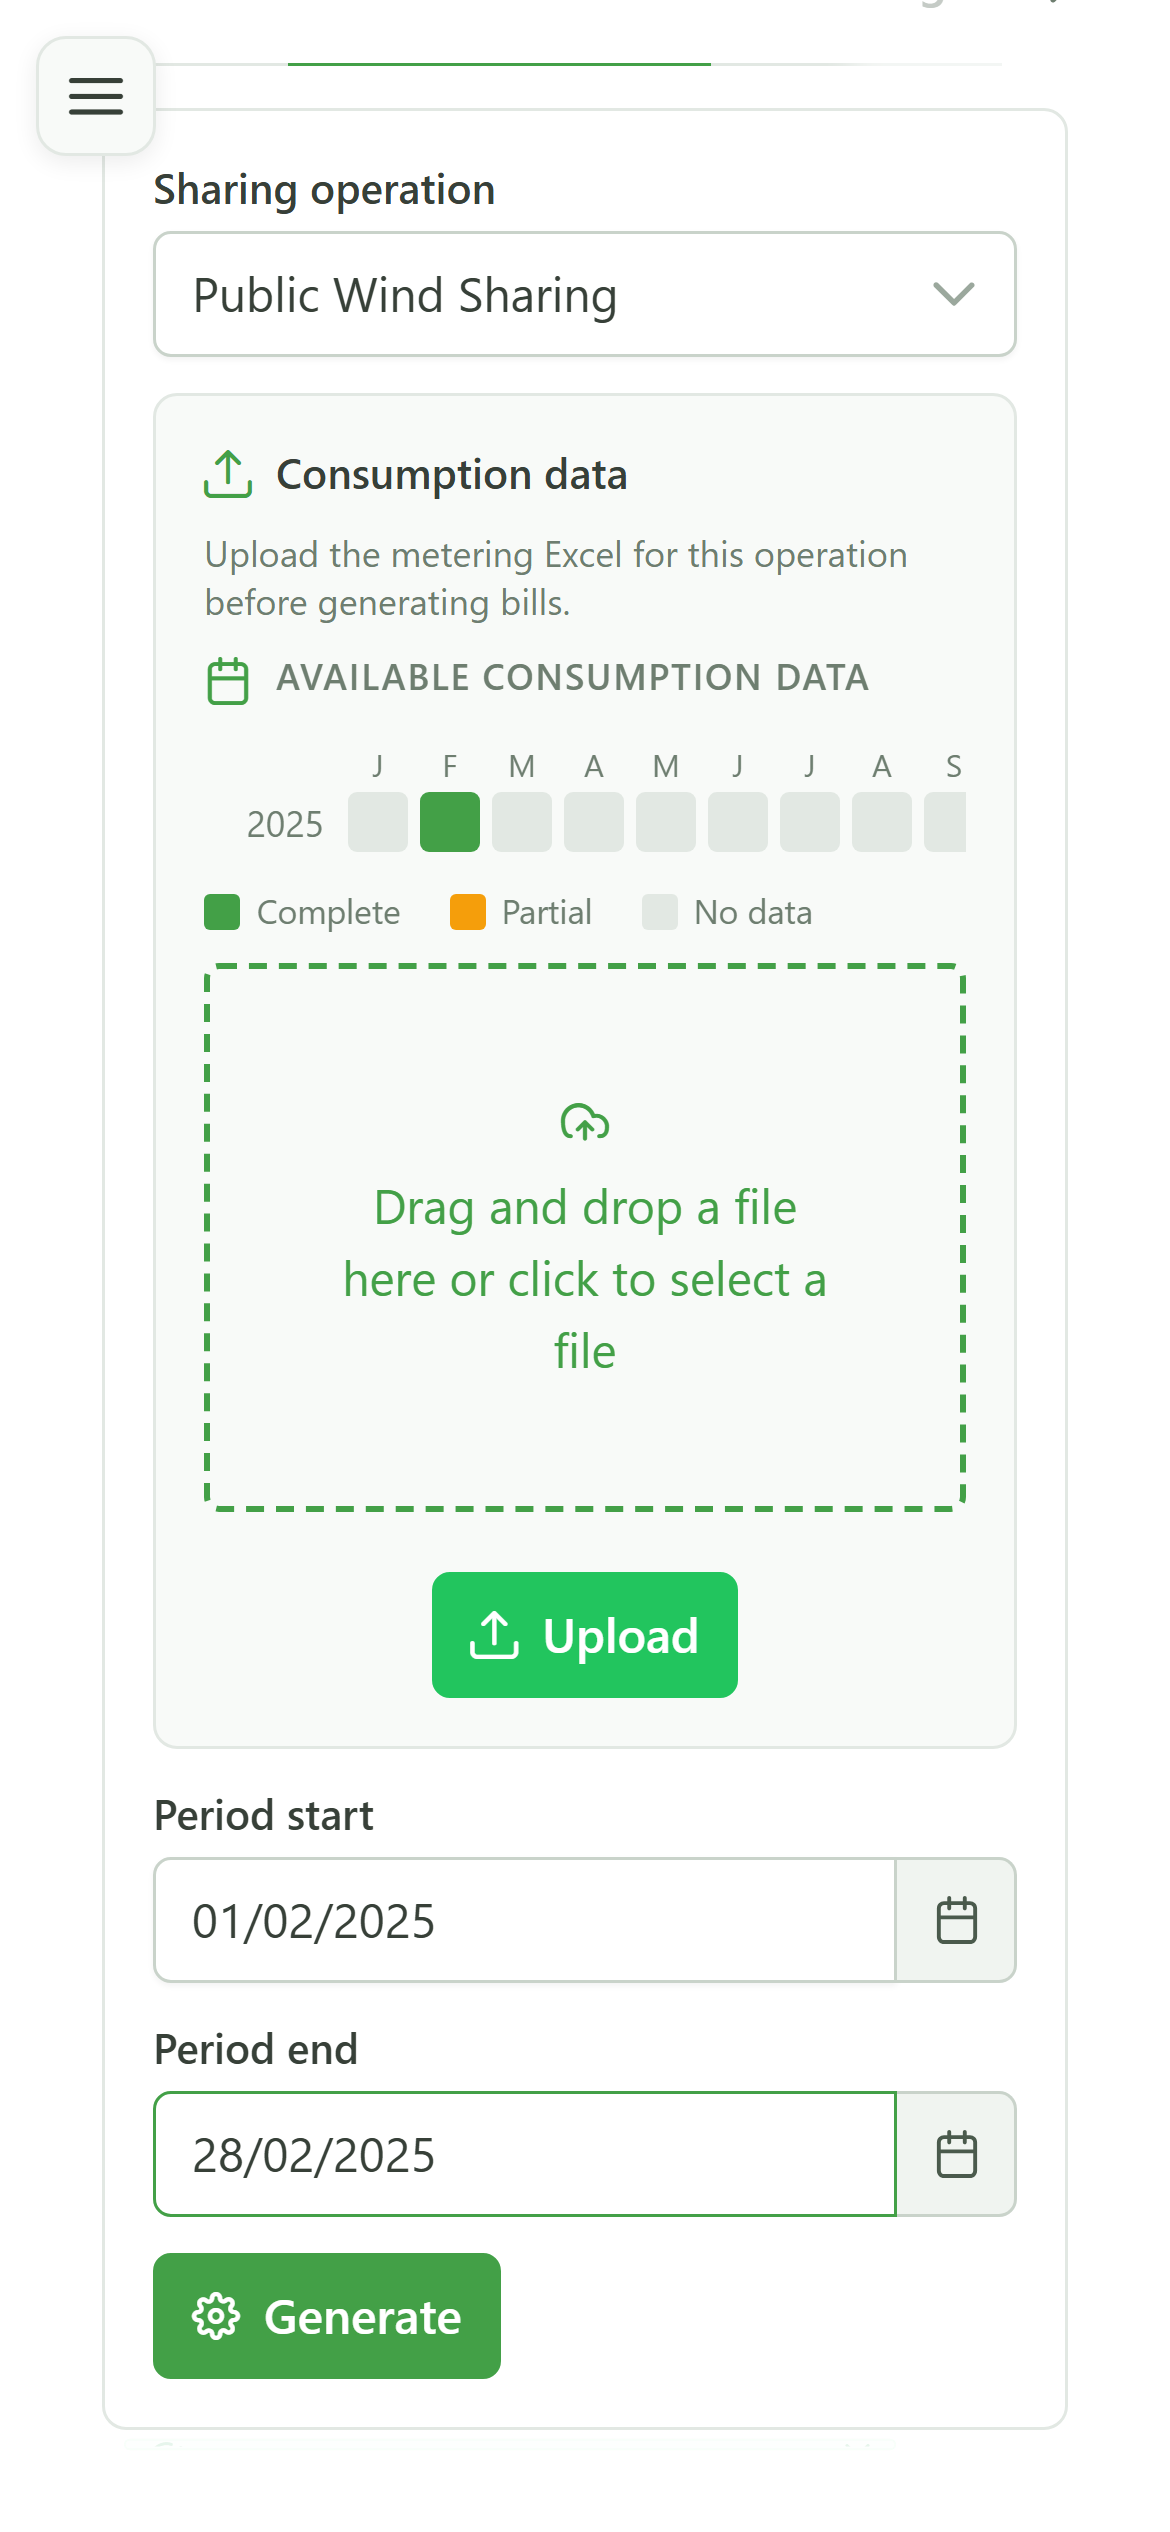 Sharing operation
Public Wind Sharing
Consumption data
Upload the metering Excel for this operation
before generating bills.
AVAILABLE CONSUMPTION DATA
J F M A M J J A S
2025
Complete Partial No data
Drag and drop a file
here or click to select a
file
Upload
Period start
01/02/2025
Period end
28/02/2025
Generate